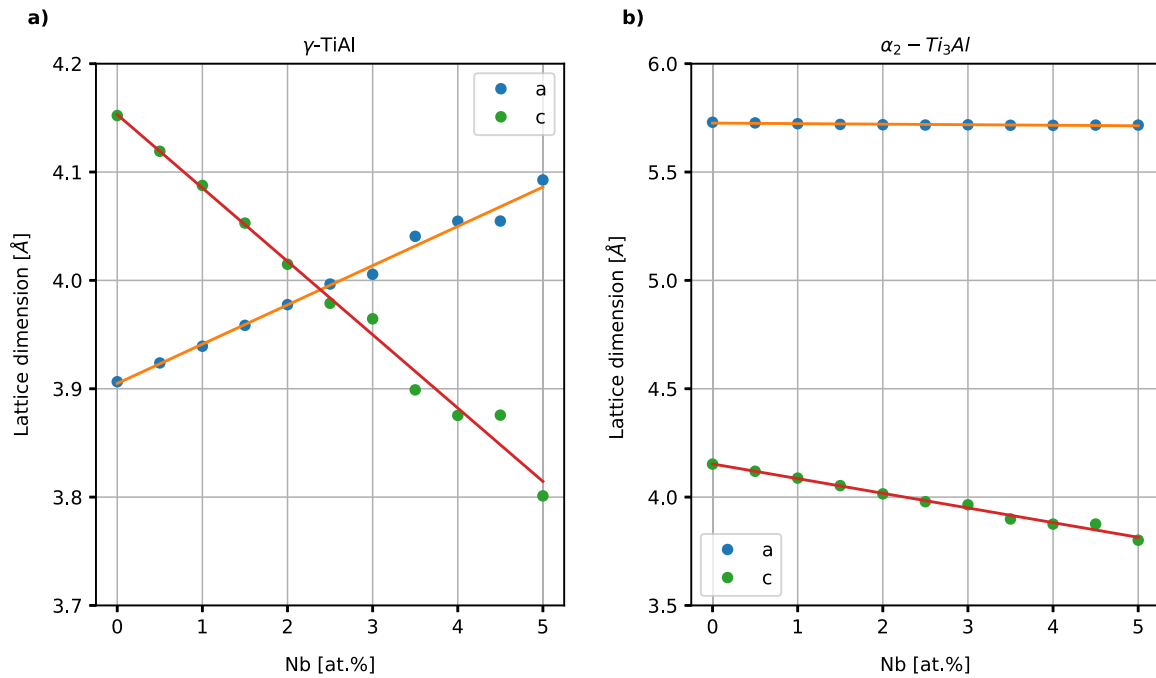 a)
γ-TiAl
4.2
4.1
4.0
3.9
3.8
3.7
Lattice dimension [Å]
a
c
0 1 2 3 4 5
Nb [at.%]
b)
α₂ − Ti₃Al
6.0
5.5
5.0
4.5
4.0
3.5
Lattice dimension [Å]
a
c
0 1 2 3 4 5
Nb [at.%]